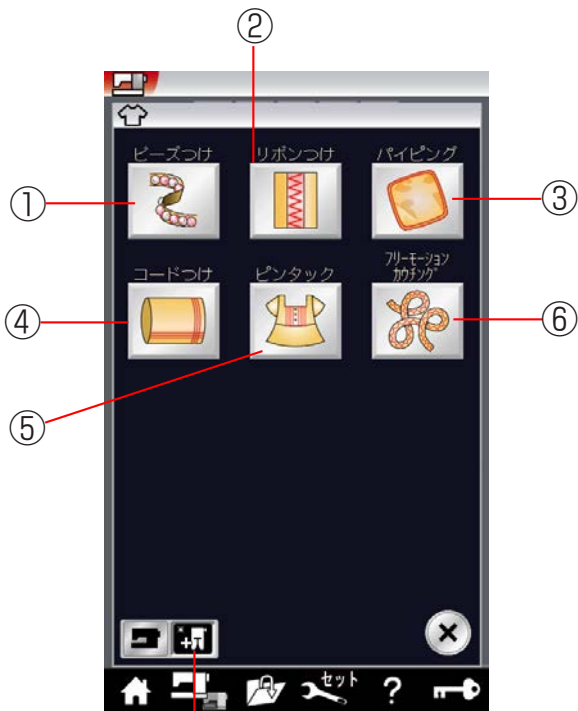 ②
ビーズつけ リボンつけ パイピング
① ③
コードつけ ピンタック フリーモーション
カウチング
④ ⑥
⑤
セット ?